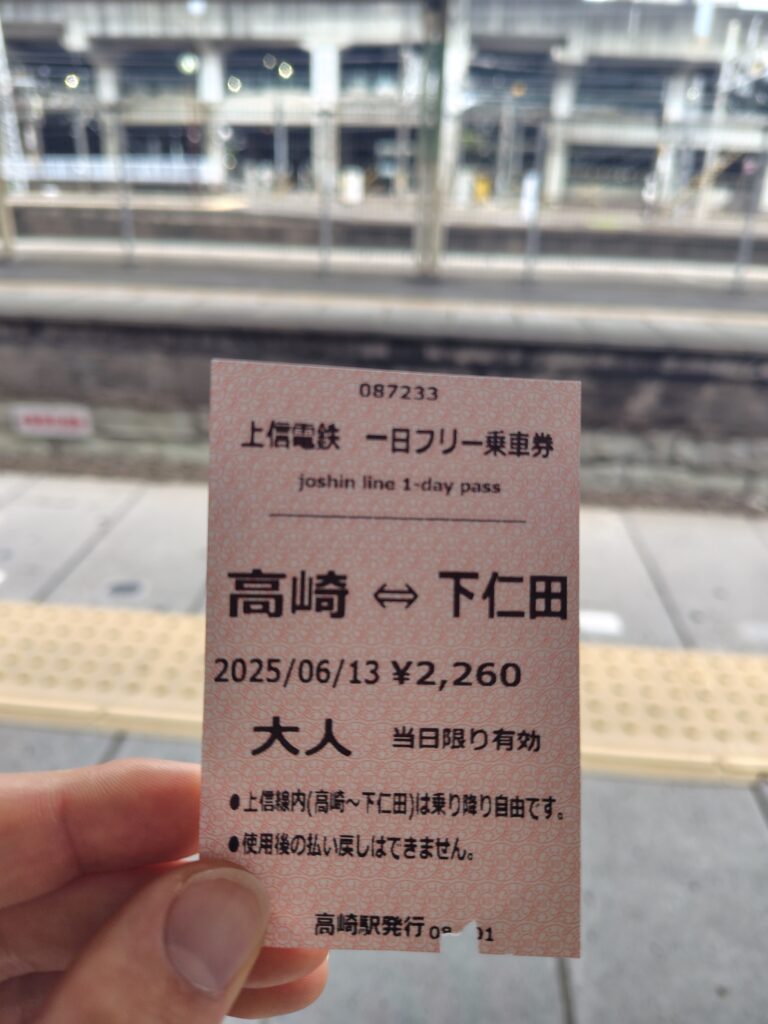 087233
上信電鉄 一日フリー乗車券
joshin line 1-day pass
高崎 ⇔ 下仁田
2025/06/13 ¥2,260
大人 当日限り有効
●上信線内(高崎～下仁田)は乗り降り自由です。
●使用後の払い戻しはできません。
高崎駅発行